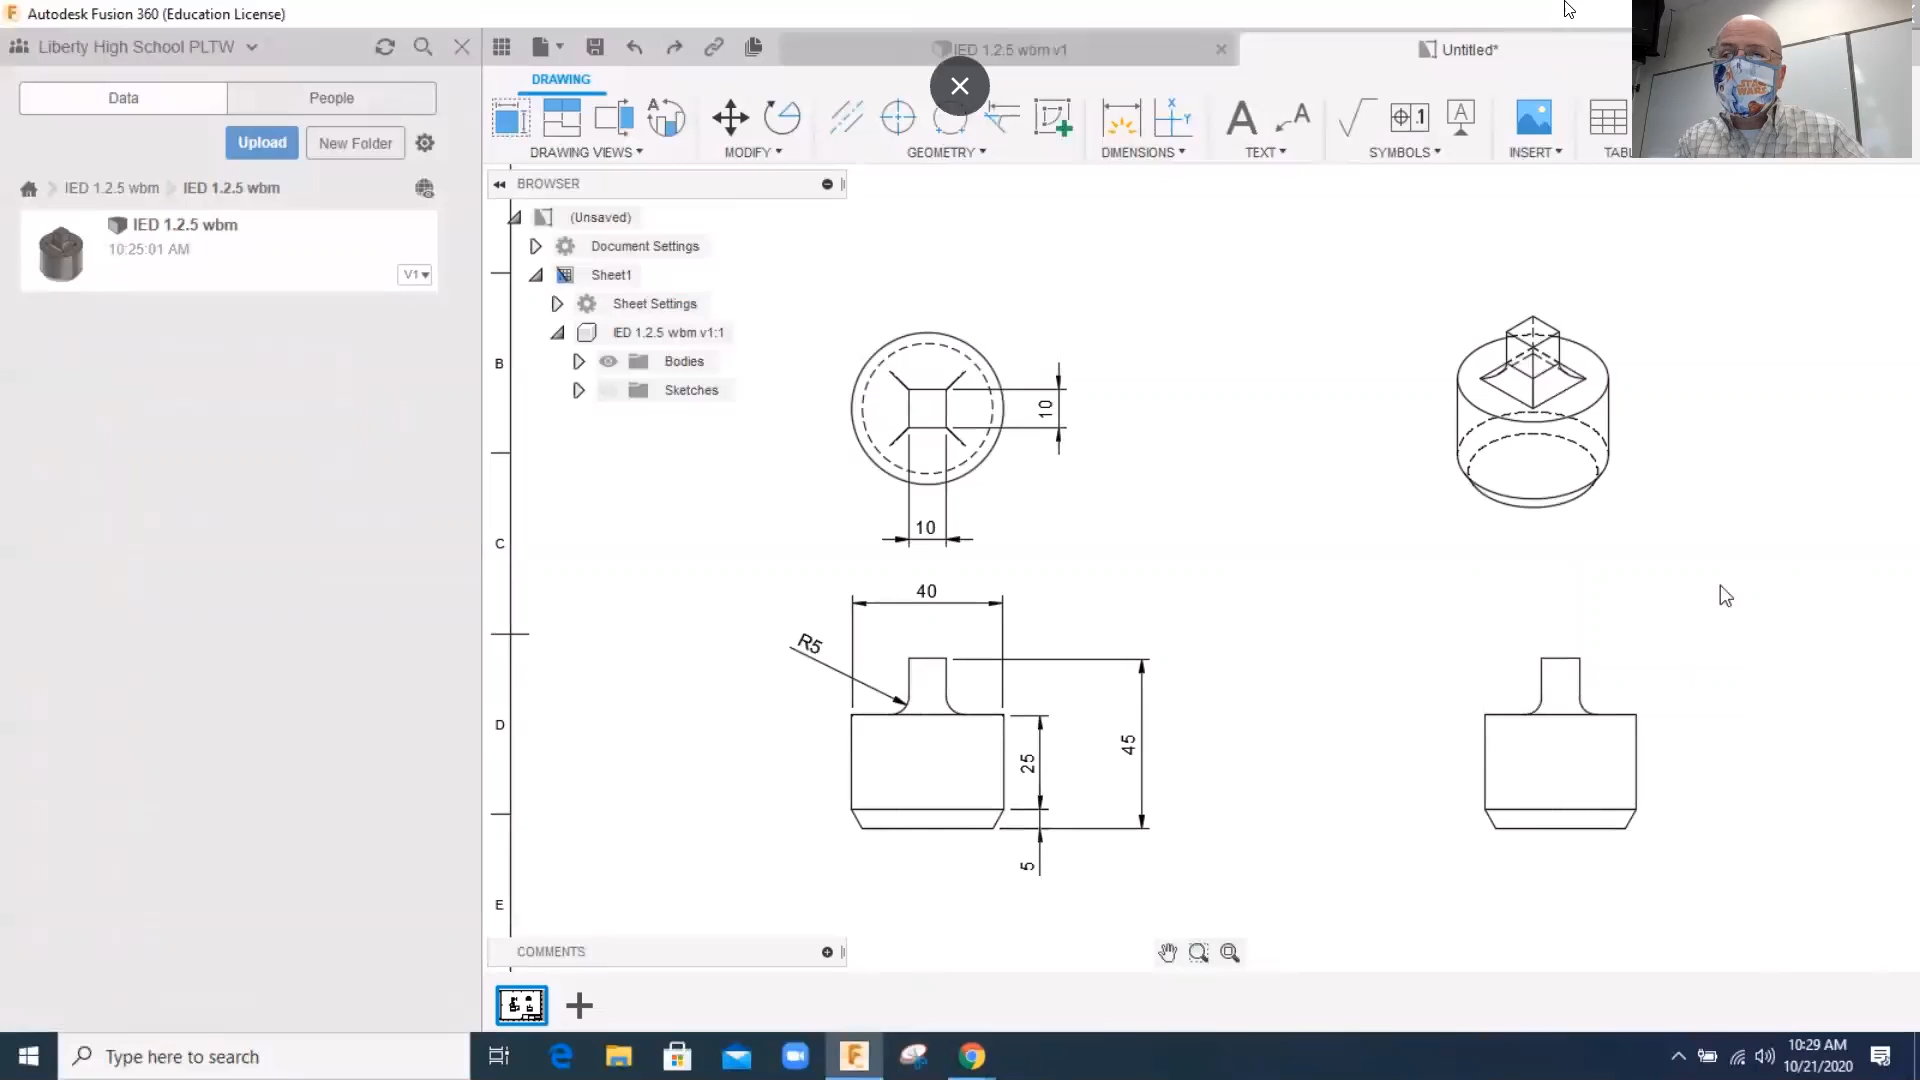 Autodesk Fusion 360 (Education License)
Liberty High School PLTW
IED 1.2.5 wbm v1
Untitled*
Data
People
Upload
New Folder
IED 1.2.5 wbm
IED 1.2.5 wbm
IED 1.2.5 wbm
10:25:01 AM
V1
DRAWING
DRAWING VIEWS
MODIFY
GEOMETRY
DIMENSIONS
TEXT
SYMBOLS
INSERT
TABL
STAR
WARS
BROWSER
(Unsaved)
Document Settings
Sheet1
Sheet Settings
IED 1.2.5 wbm v1:1
Bodies
Sketches
B
C
D
E
10
10
40
R5
25
45
5
COMMENTS
Type here to search
10:29 AM
10/21/2020